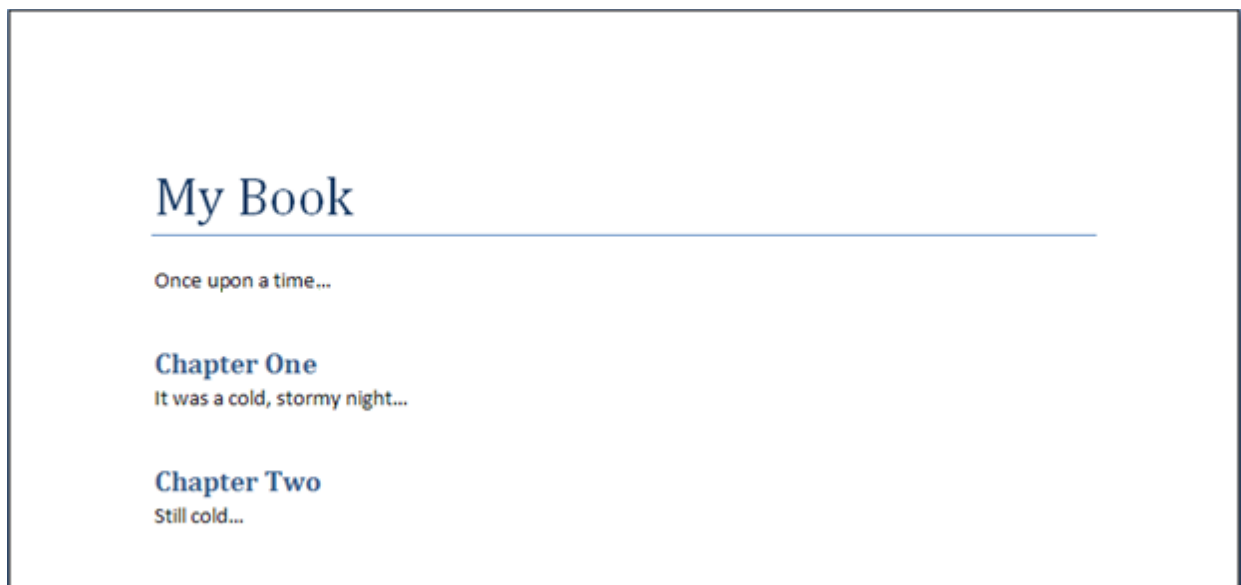 My Book
Once upon a time...
Chapter One
It was a cold, stormy night...
Chapter Two
Still cold...